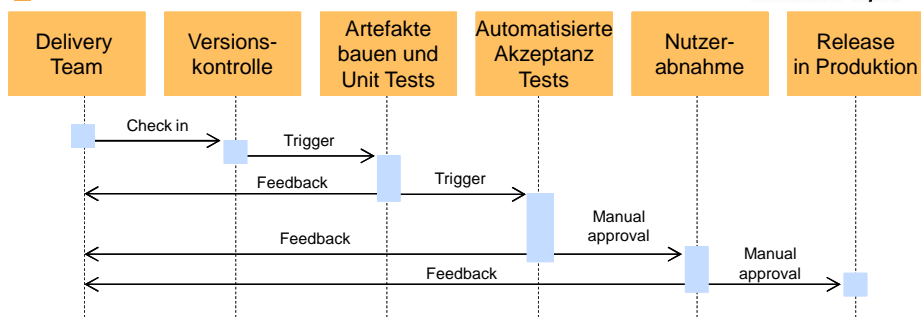 Delivery
Team
Versions-
kontrolle
Artefakte
bauen und
Unit Tests
Automatisierte
Akzeptanz
Tests
Nutzer-
abnahme
Release
in Produktion
Check in
Trigger
Feedback
Trigger
Feedback
Manual
approval
Feedback
Manual
approval